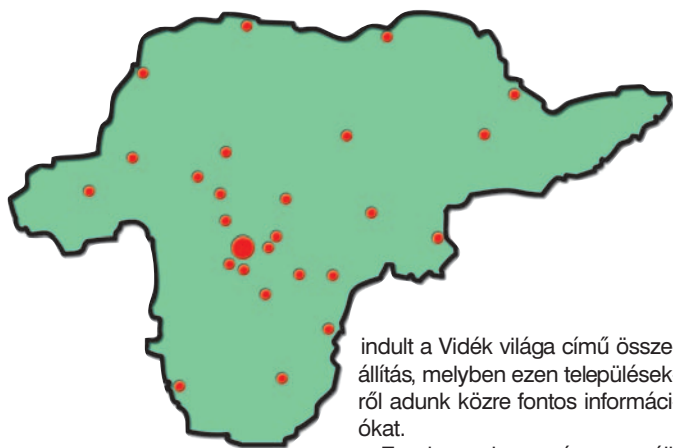 indult a Vidék világa című össze
állítás, melyben ezen települések
ről adunk közre fontos informáci
ókat.